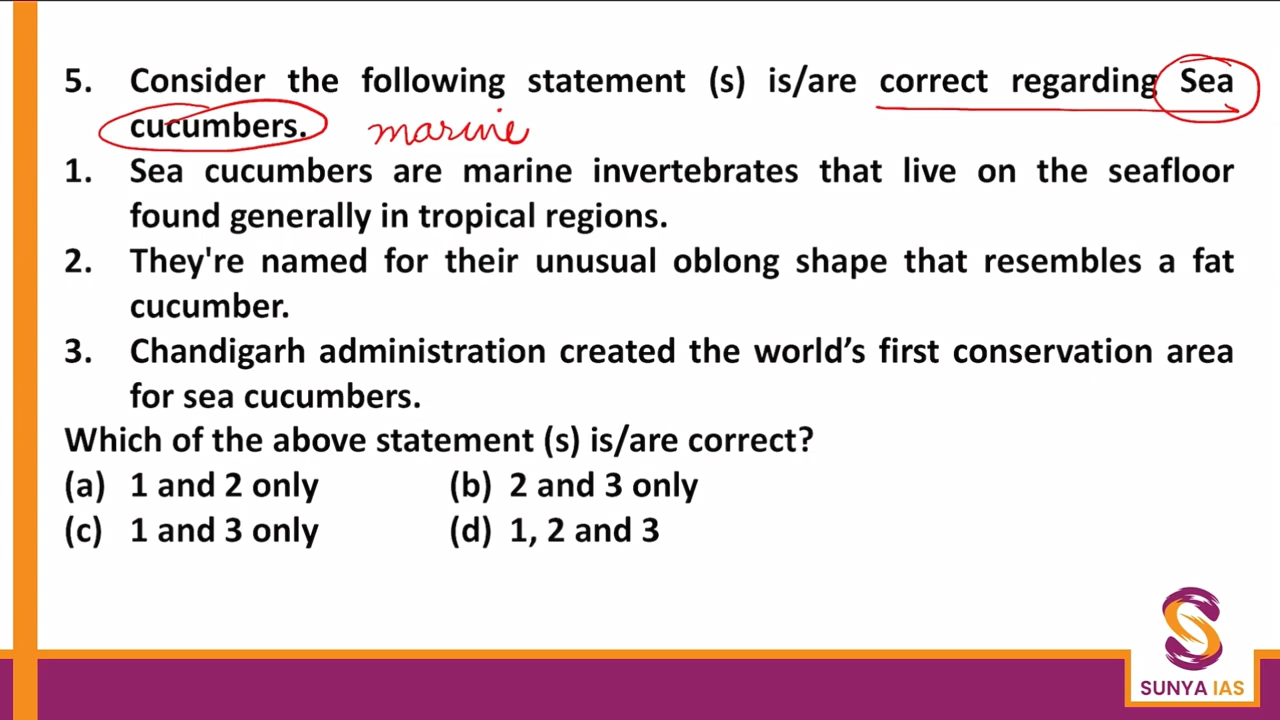 5. Consider the following statement (s) is/are correct regarding Sea
cucumbers. marine
1. Sea cucumbers are marine invertebrates that live on the seafloor
found generally in tropical regions.
2. They're named for their unusual oblong shape that resembles a fat
cucumber.
3. Chandigarh administration created the world’s first conservation area
for sea cucumbers.
Which of the above statement (s) is/are correct?
(a) 1 and 2 only (b) 2 and 3 only
(c) 1 and 3 only (d) 1, 2 and 3
SUNYA IAS